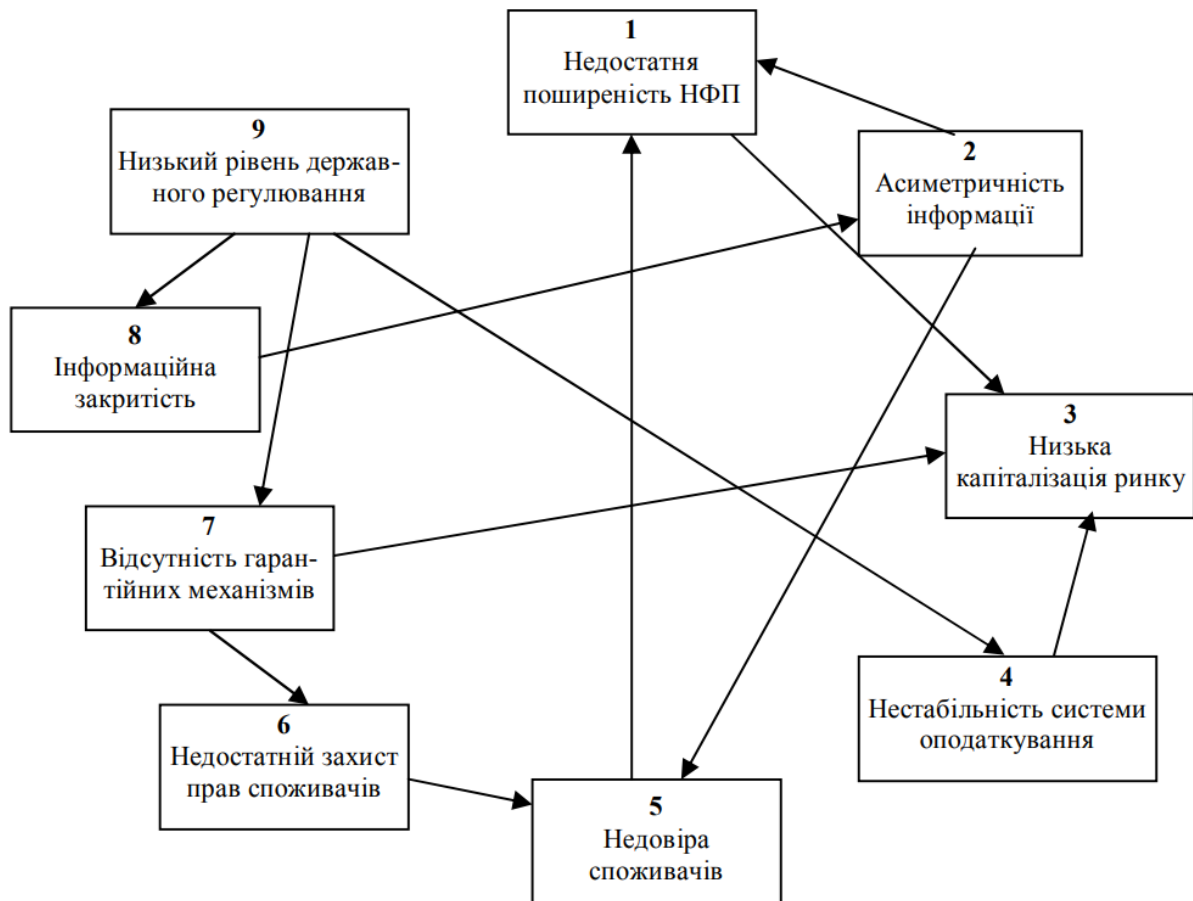 1
Недостатня
поширеність НФП
9
Низький рівень держав-
ного регулювання
2
Асиметричність
інформації
8
Інформаційна
закритість
3
Низька
капіталізація ринку
7
Відсутність гаран-
тійних механізмів
4
Нестабільність системи
оподаткування
6
Недостатній захист
прав споживачів
5
Недовіра
споживачів